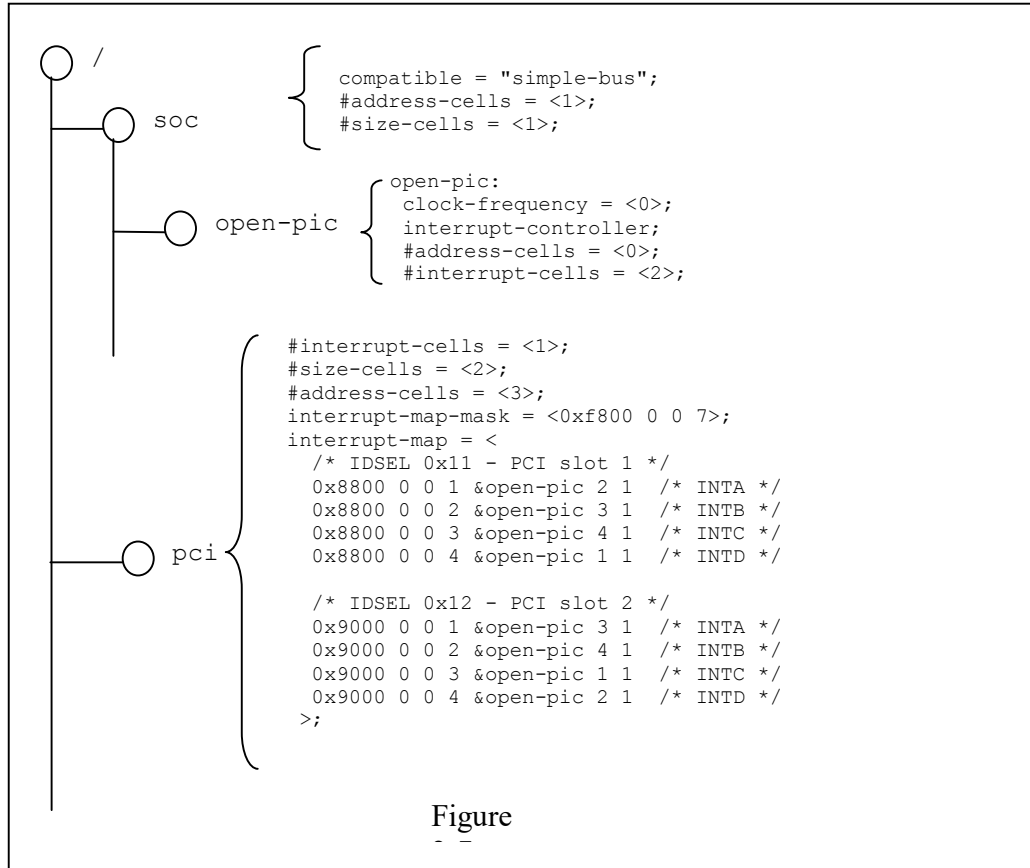 /
compatible = "simple-bus";
#address-cells = <1>;
#size-cells = <1>;
soc
open-pic:
clock-frequency = <0>;
interrupt-controller;
#address-cells = <0>;
#interrupt-cells = <2>;
open-pic
#interrupt-cells = <1>;
#size-cells = <2>;
#address-cells = <3>;
interrupt-map-mask = <0xf800 0 0 7>;
interrupt-map = <
/* IDSEL 0x11 - PCI slot 1 */
0x8800 0 0 1 &open-pic 2 1 /* INTA */
0x8800 0 0 2 &open-pic 3 1 /* INTB */
0x8800 0 0 3 &open-pic 4 1 /* INTC */
0x8800 0 0 4 &open-pic 1 1 /* INTD */
pci
/* IDSEL 0x12 - PCI slot 2 */
0x9000 0 0 1 &open-pic 3 1 /* INTA */
0x9000 0 0 2 &open-pic 4 1 /* INTB */
0x9000 0 0 3 &open-pic 1 1 /* INTC */
0x9000 0 0 4 &open-pic 2 1 /* INTD */
>;
Figure